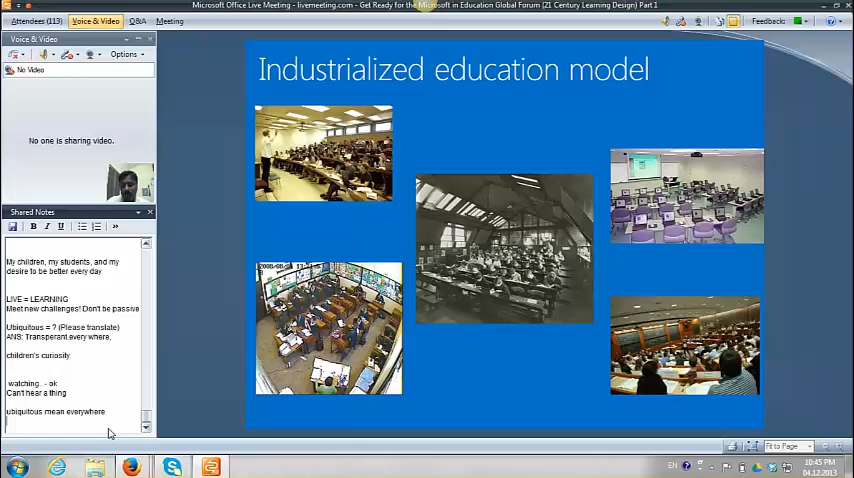 Microsoft Office Live Meeting - livemeeting.com - Get Ready for the Microsoft in Education Global Forum (21 Century Learning Design) Part 1
Attendees (113) Voice & Video Q&A Meeting
Feedback:
Voice & Video
Options
No Video
No one is sharing video.
Shared Notes
B I U
My children, my students, and my
desire to be better every day
LIVE = LEARNING
Meet new challenges! Don't be passive
Ubiquitous = ? (Please translate)
ANS: Transperant,every where,
children's curiosity
watching. - ok
Can't hear a thing
ubiquitous mean everywhere
Industrialized education model
Fit to Page
EN
10:45 PM
04.12.2013